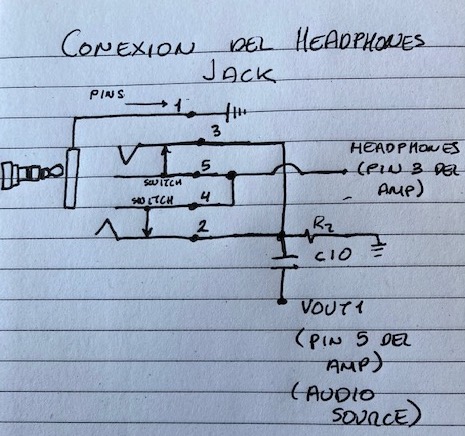 CONEXION DEL HEADPHONES
JACK
PINS
1
3
HEADPHONES
(PIN 3 DEL
AMP)
5
SWITCH
SWITCH
4
2
R2
C10
VOUT1
(PIN 5 DEL
AMP)
(AUDIO
SOURCE)